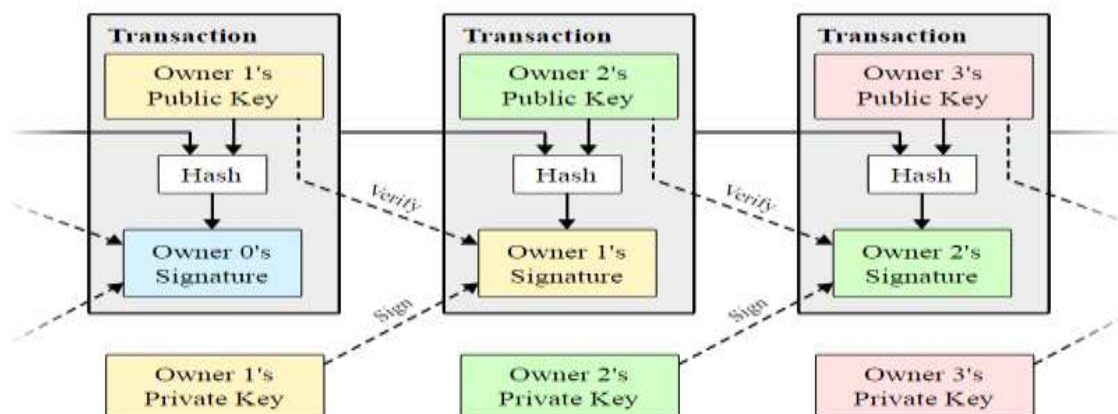 Transaction
Owner 1's
Public Key
Hash
Owner 0's
Signature
Transaction
Owner 2's
Public Key
Hash
Verify
Owner 1's
Signature
Sign
Transaction
Owner 3's
Public Key
Hash
Verify
Owner 2's
Signature
Sign
Owner 1's
Private Key
Owner 2's
Private Key
Owner 3's
Private Key